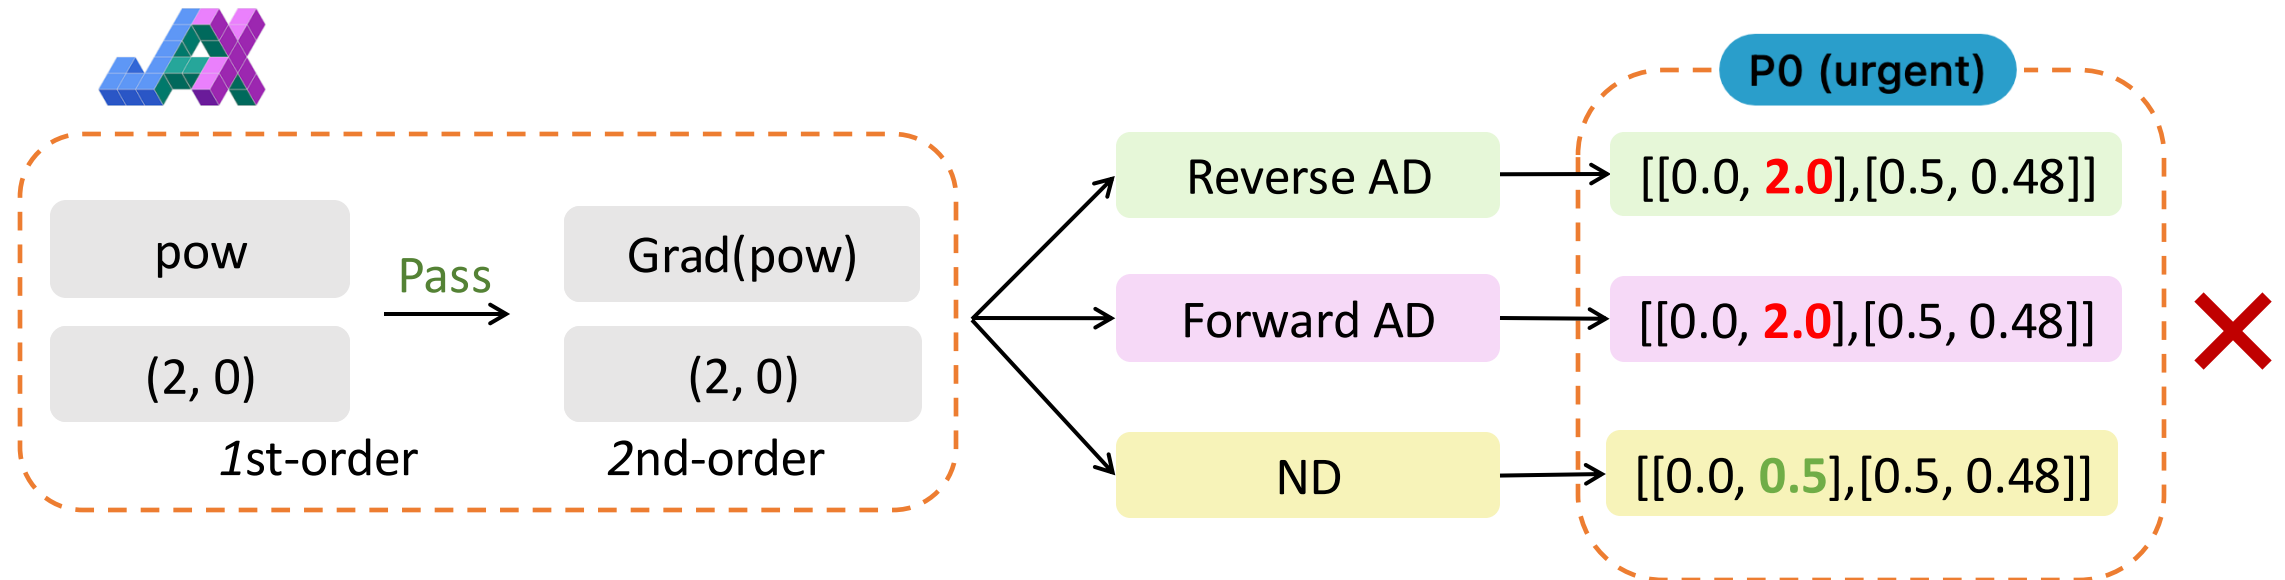 JAX
P0 (urgent)
pow
Pass
Grad(pow)
(2, 0)
(2, 0)
1st-order
2nd-order
Reverse AD
[[0.0, 2.0],[0.5, 0.48]]
Forward AD
[[0.0, 2.0],[0.5, 0.48]]
ND
[[0.0, 0.5],[0.5, 0.48]]